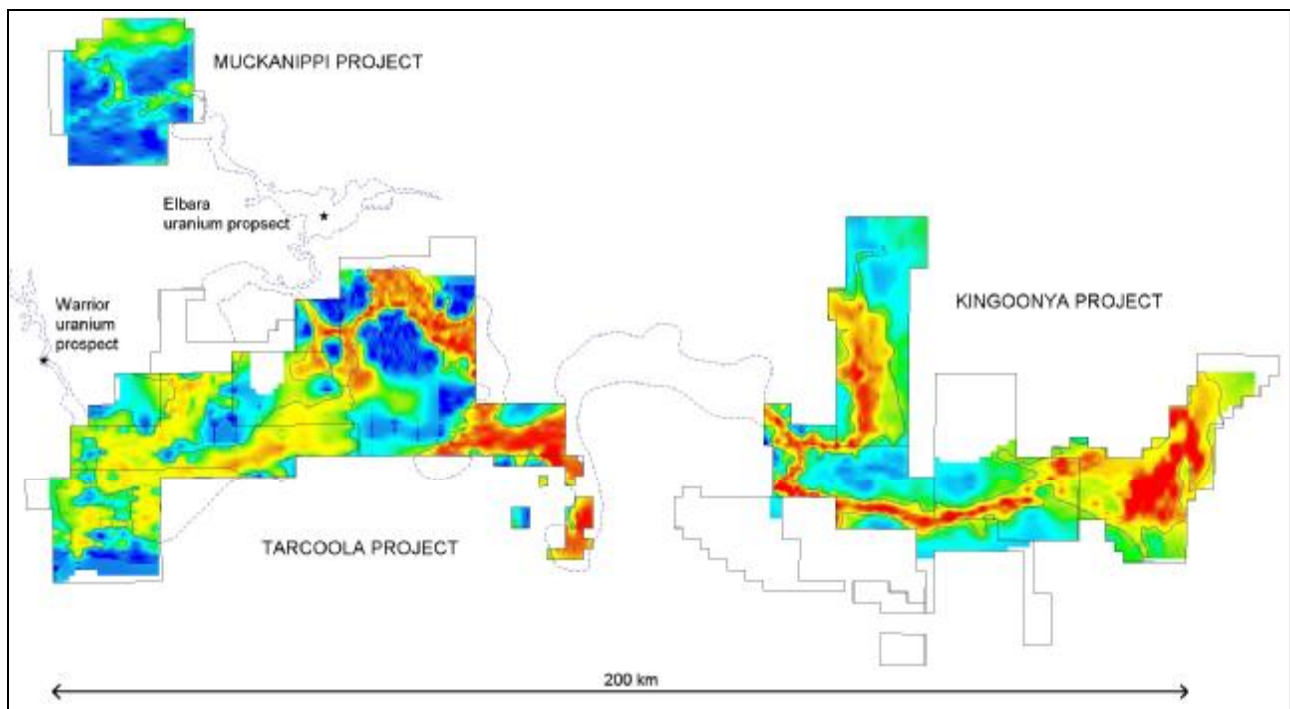 MUCKANIPPI PROJECT
Elbara
uranium propsect
Warrior
uranium
prospect
KINGOONYA PROJECT
TARCOOLA PROJECT
200 km